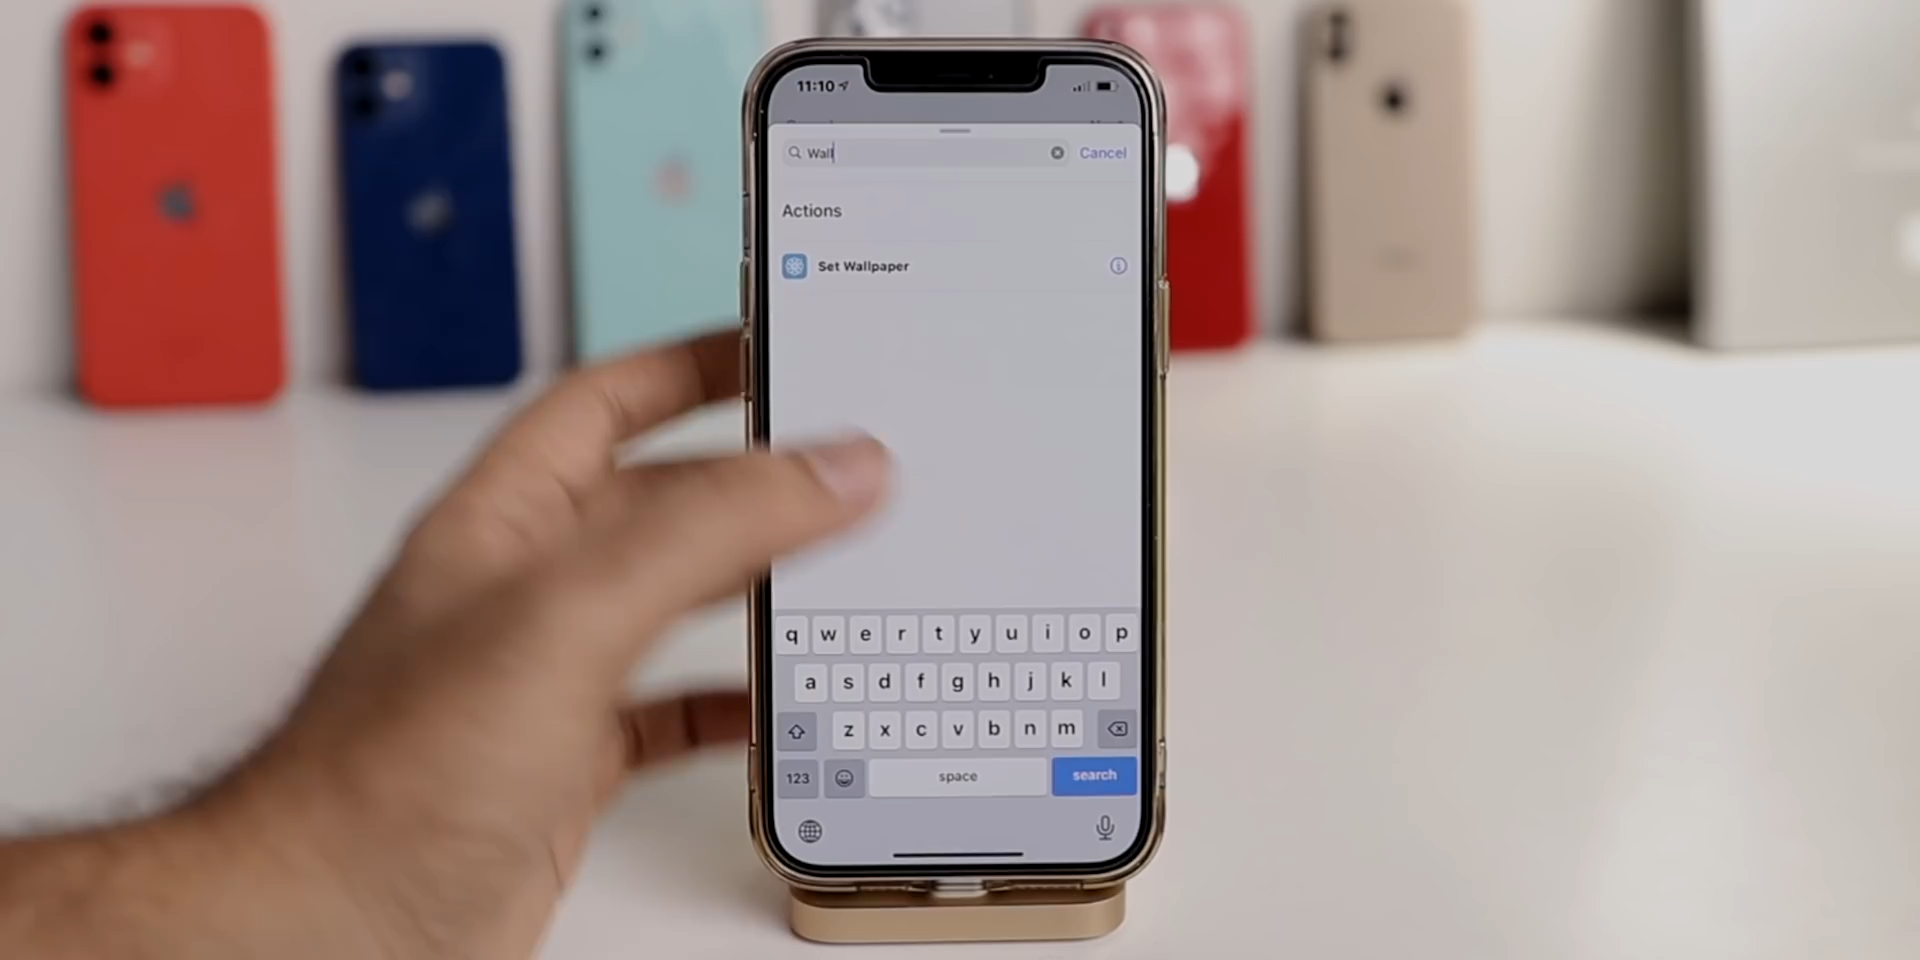 11:10
Wall
Cancel
Actions
Set Wallpaper
q w e r t y u i o p
a s d f g h j k l
z x c v b n m
123
space
search